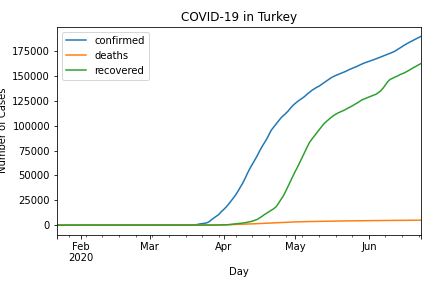 COVID-19 in Turkey
confirmed
deaths
recovered
175000
150000
125000
100000
75000
50000
25000
0
Number of Cases
Feb
2020
Mar
Apr
May
Jun
Day